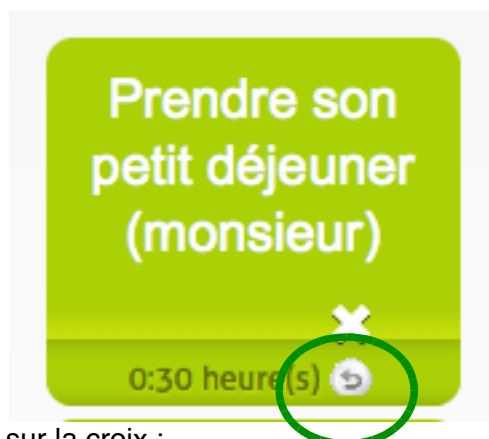 Prendre son
petit déjeuner
(monsieur)
0:30 heure(s)
sur la croix :